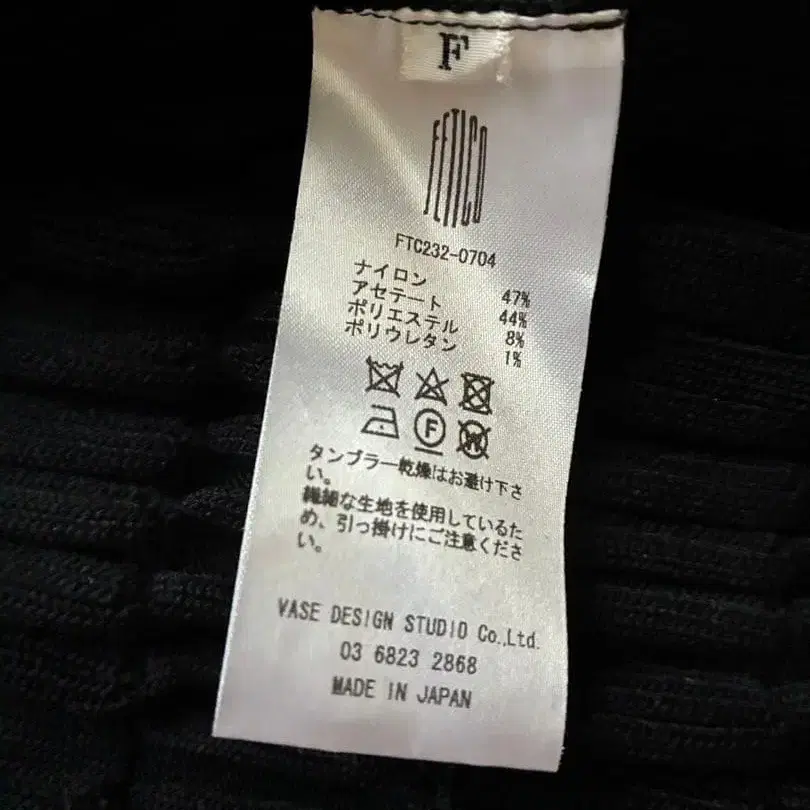 F
FETICO
FTC232-0704
ナイロン 47%
アセテート 44%
ポリエステル 8%
ポリウレタン 1%
F W
タンブラー乾燥はお避け下さ
い。
繊細な生地を使用しているた
め、引っ掛けにご注意くださ
い。
VASE DESIGN STUDIO Co.,Ltd.
03 6823 2868
MADE IN JAPAN